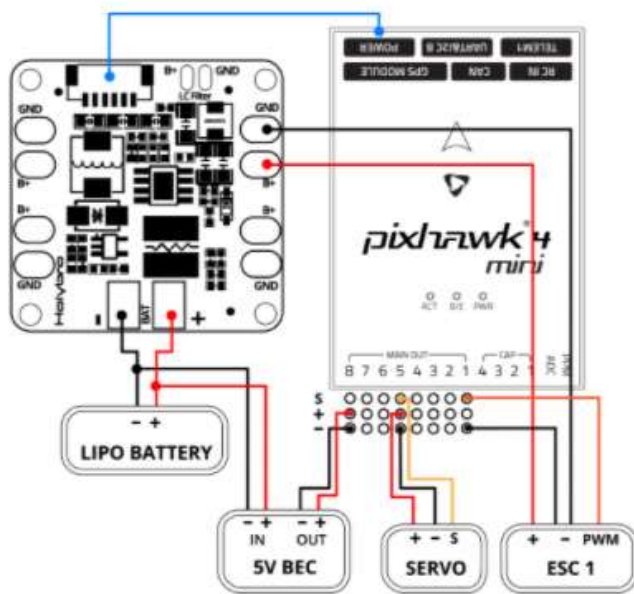 POWER UART&I2C B TELEM1
GPS MODULE CAN RC IN
B+ GND
LC Filter
GND GND
B+ B+
B+ B+
GND GND
Holybro
- BAT +
pixhawk 4
mini
ACT B/E PWR
MAIN OUT CAP
8 7 6 5 4 3 2 1 4 3 2 1
S
+
-
- +
LIPO BATTERY
- + - +
IN OUT
5V BEC
+ - S
SERVO
+ - PWM
ESC 1